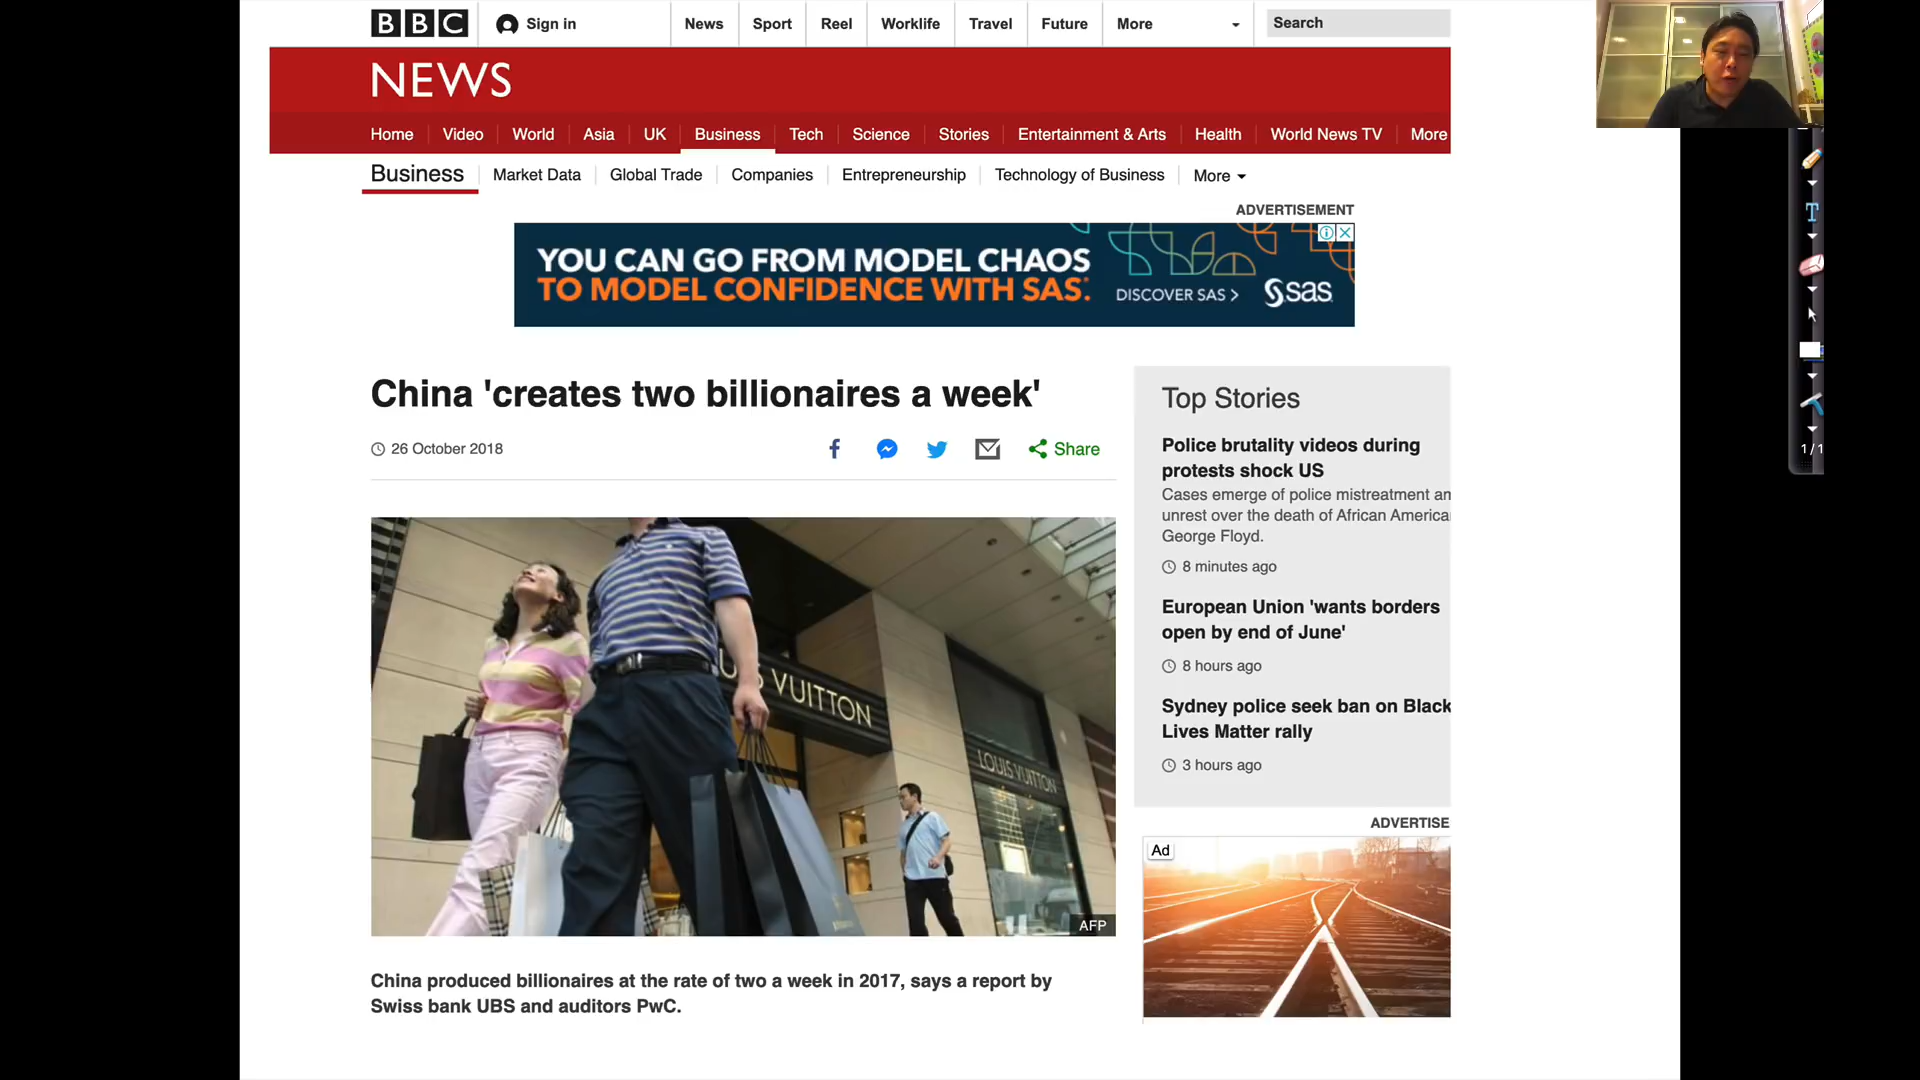 BBC
Sign in
News
Sport
Reel
Worklife
Travel
Future
More
Search
NEWS
Home
Video
World
Asia
UK
Business
Tech
Science
Stories
Entertainment & Arts
Health
World News TV
More
Business
Market Data
Global Trade
Companies
Entrepreneurship
Technology of Business
More
ADVERTISEMENT
YOU CAN GO FROM MODEL CHAOS
TO MODEL CONFIDENCE WITH SAS.
DISCOVER SAS >
sas
China 'creates two billionaires a week'
26 October 2018
Share
UIS VUITTON
LOUIS VUITTON
AFP
China produced billionaires at the rate of two a week in 2017, says a report by
Swiss bank UBS and auditors PwC.
Top Stories
Police brutality videos during
protests shock US
Cases emerge of police mistreatment an
unrest over the death of African America
George Floyd.
8 minutes ago
European Union 'wants borders
open by end of June'
8 hours ago
Sydney police seek ban on Black
Lives Matter rally
3 hours ago
ADVERTISE
Ad
T
1/1